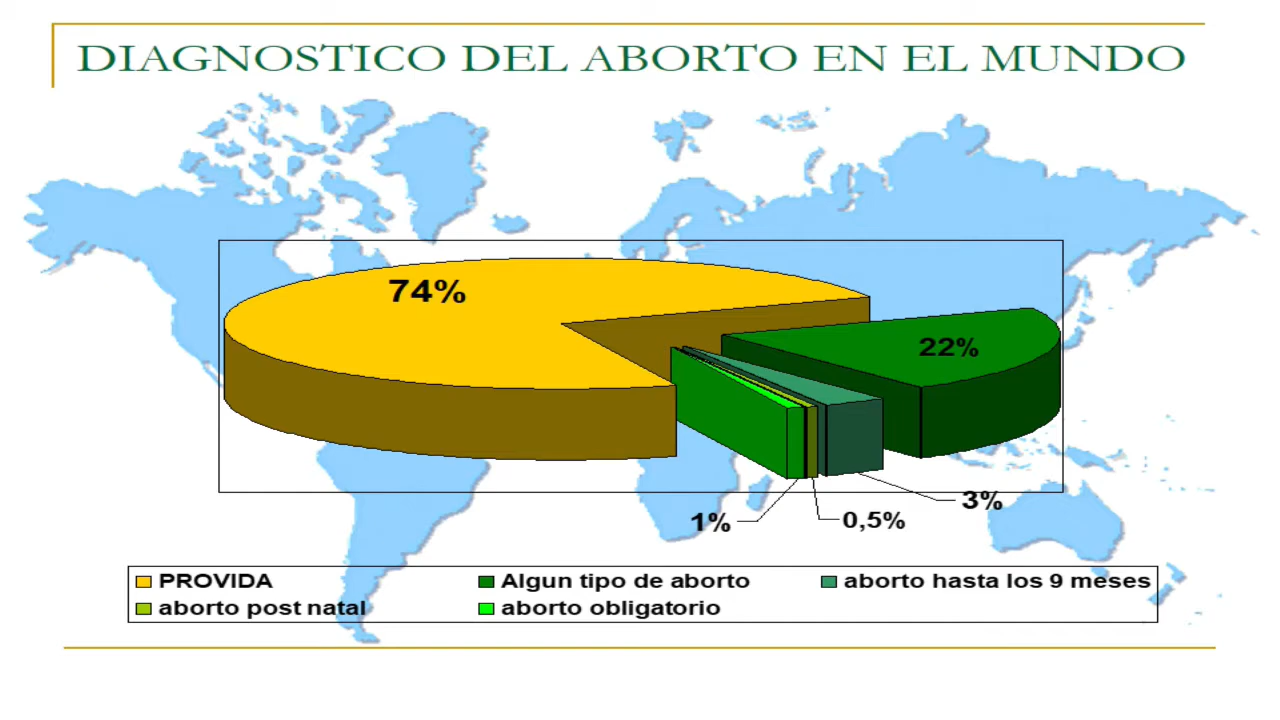 DIAGNOSTICO DEL ABORTO EN EL MUNDO
74%
22%
3%
1%
0,5%
PROVIDA
Algun tipo de aborto
aborto hasta los 9 meses
aborto post natal
aborto obligatorio